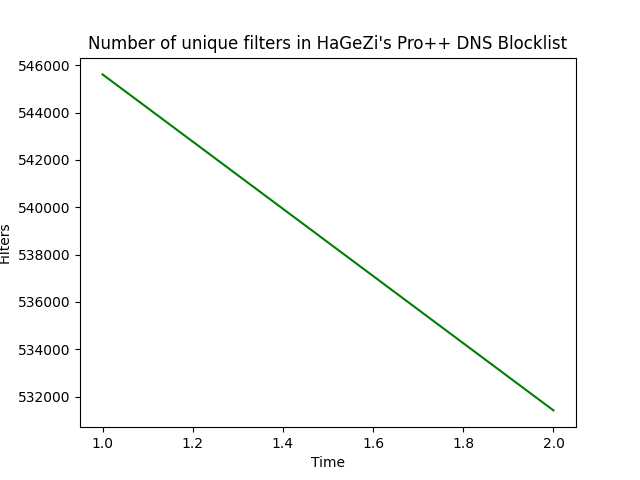 Number of unique filters in HaGeZi's Pro++ DNS Blocklist
546000
544000
542000
540000
538000
536000
534000
532000
Filters
1.0 1.2 1.4 1.6 1.8 2.0
Time